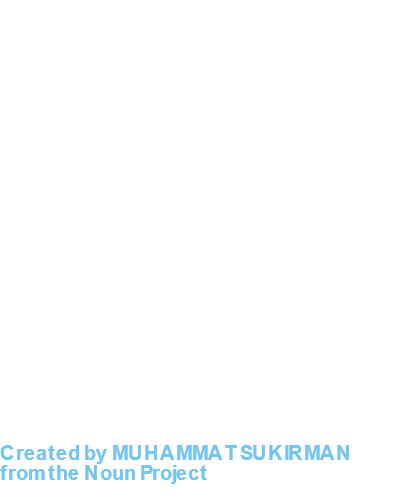 Created by MUHAMMAT SUKIRMAN
from the Noun Project